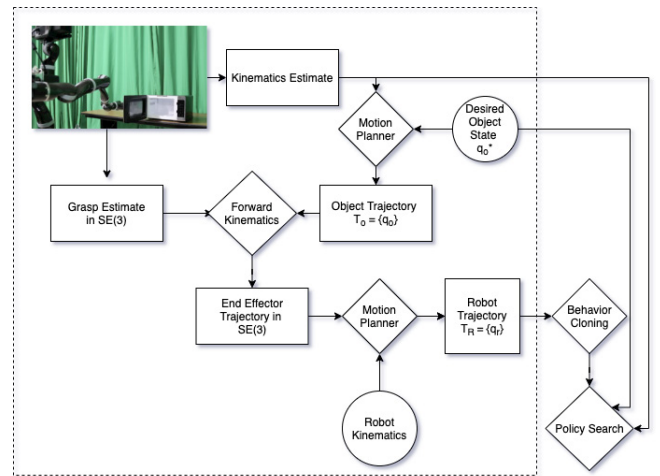 Kinematics Estimate
Motion
Planner
Desired
Object
State
q₀*
Grasp Estimate
in SE(3)
Forward
Kinematics
Object Trajectory
T₀ = {q₀}
End Effector
Trajectory in
SE(3)
Motion
Planner
Robot
Trajectory
T_R = {q_r}
Behavior
Cloning
Robot
Kinematics
Policy Search